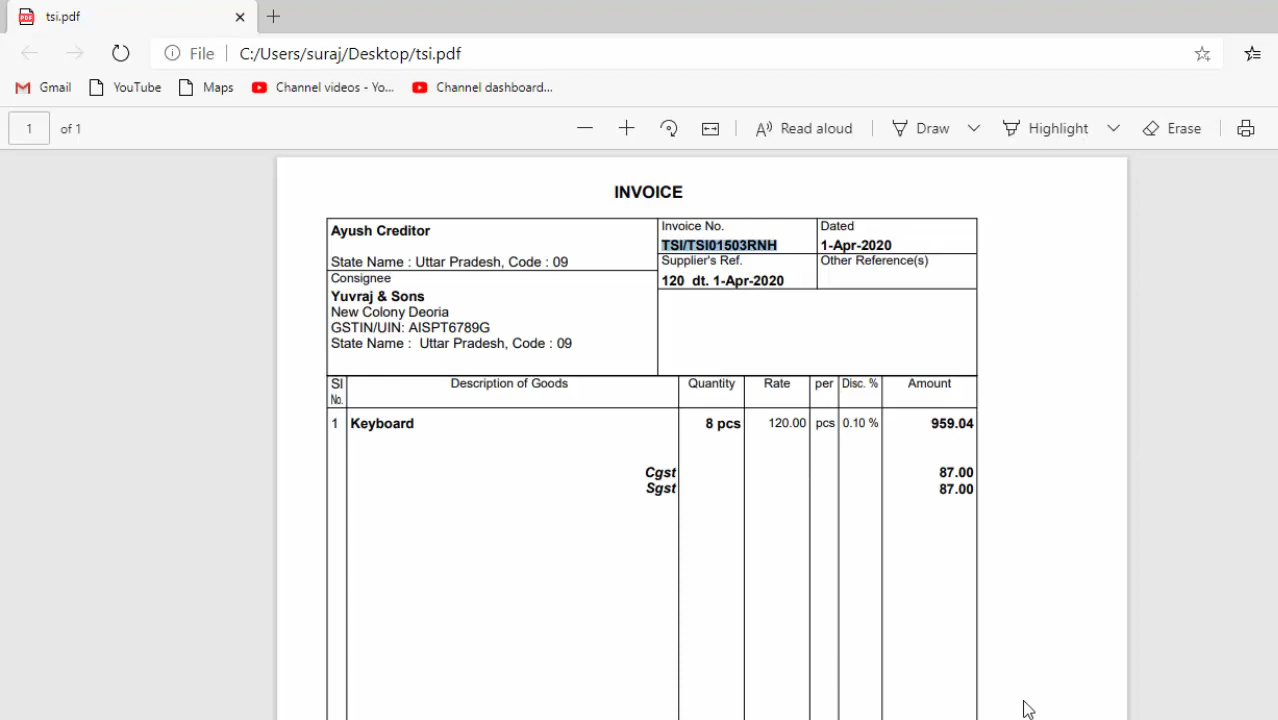 tsi.pdf
File
C:/Users/suraj/Desktop/tsi.pdf
Gmail
YouTube
Maps
Channel videos - Yo...
Channel dashboard...
1 of 1
Read aloud
Draw
Highlight
Erase
INVOICE
Ayush Creditor
State Name : Uttar Pradesh, Code : 09
Invoice No.
TSI/TSI01503RNH
Dated
1-Apr-2020
Supplier's Ref.
120 dt. 1-Apr-2020
Other Reference(s)
Consignee
Yuvraj & Sons
New Colony Deoria
GSTIN/UIN: AISPT6789G
State Name : Uttar Pradesh, Code : 09
Sl No. Description of Goods Quantity Rate per Disc. % Amount
1 Keyboard 8 pcs 120.00 pcs 0.10 % 959.04
Cgst 87.00
Sgst 87.00